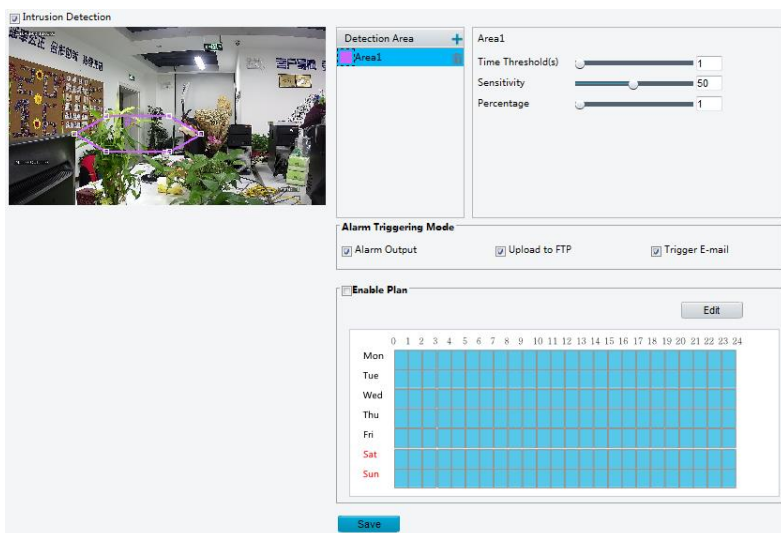 Intrusion Detection
Detection Area
Area1
Area1
Time Threshold(s) 1
Sensitivity 50
Percentage 1
Alarm Triggering Mode
Alarm Output Upload to FTP Trigger E-mail
Enable Plan
Edit
0 1 2 3 4 5 6 7 8 9 10 11 12 13 14 15 16 17 18 19 20 21 22 23 24
Mon
Tue
Wed
Thu
Fri
Sat
Sun
Save